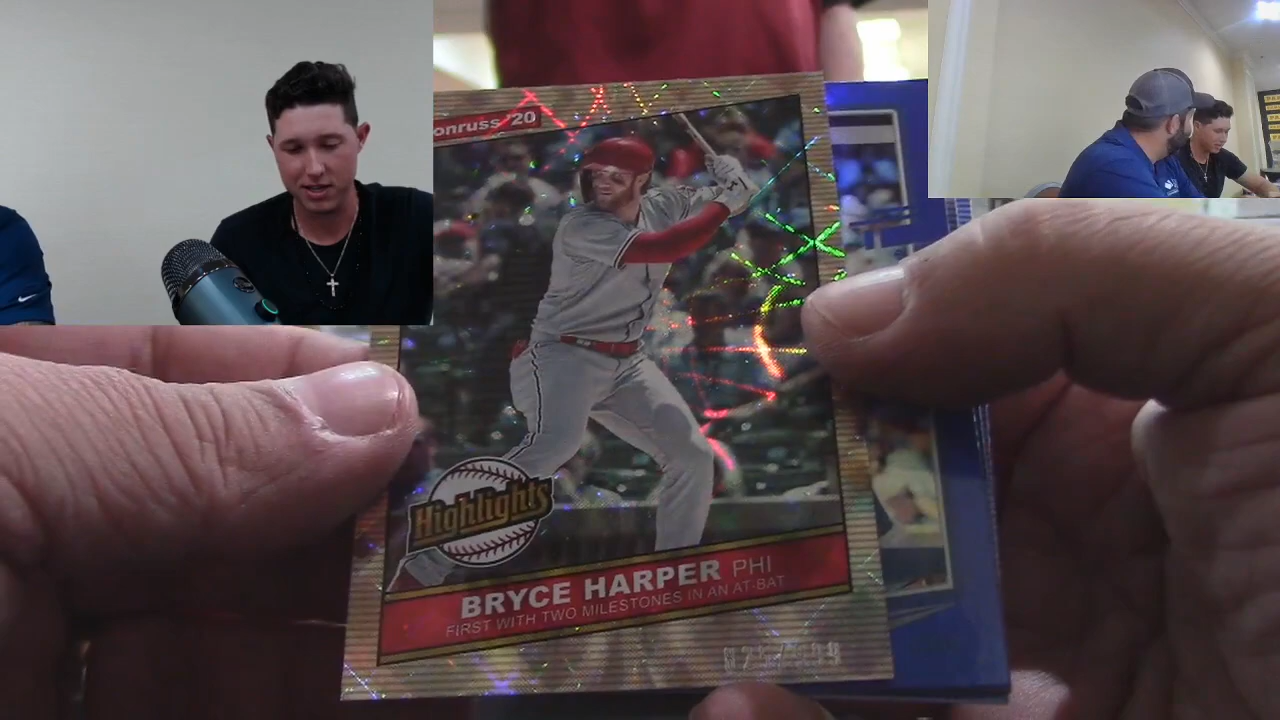 onruss '20
Highlights
BRYCE HARPER PHI
FIRST WITH TWO MILESTONES IN AN AT-BAT